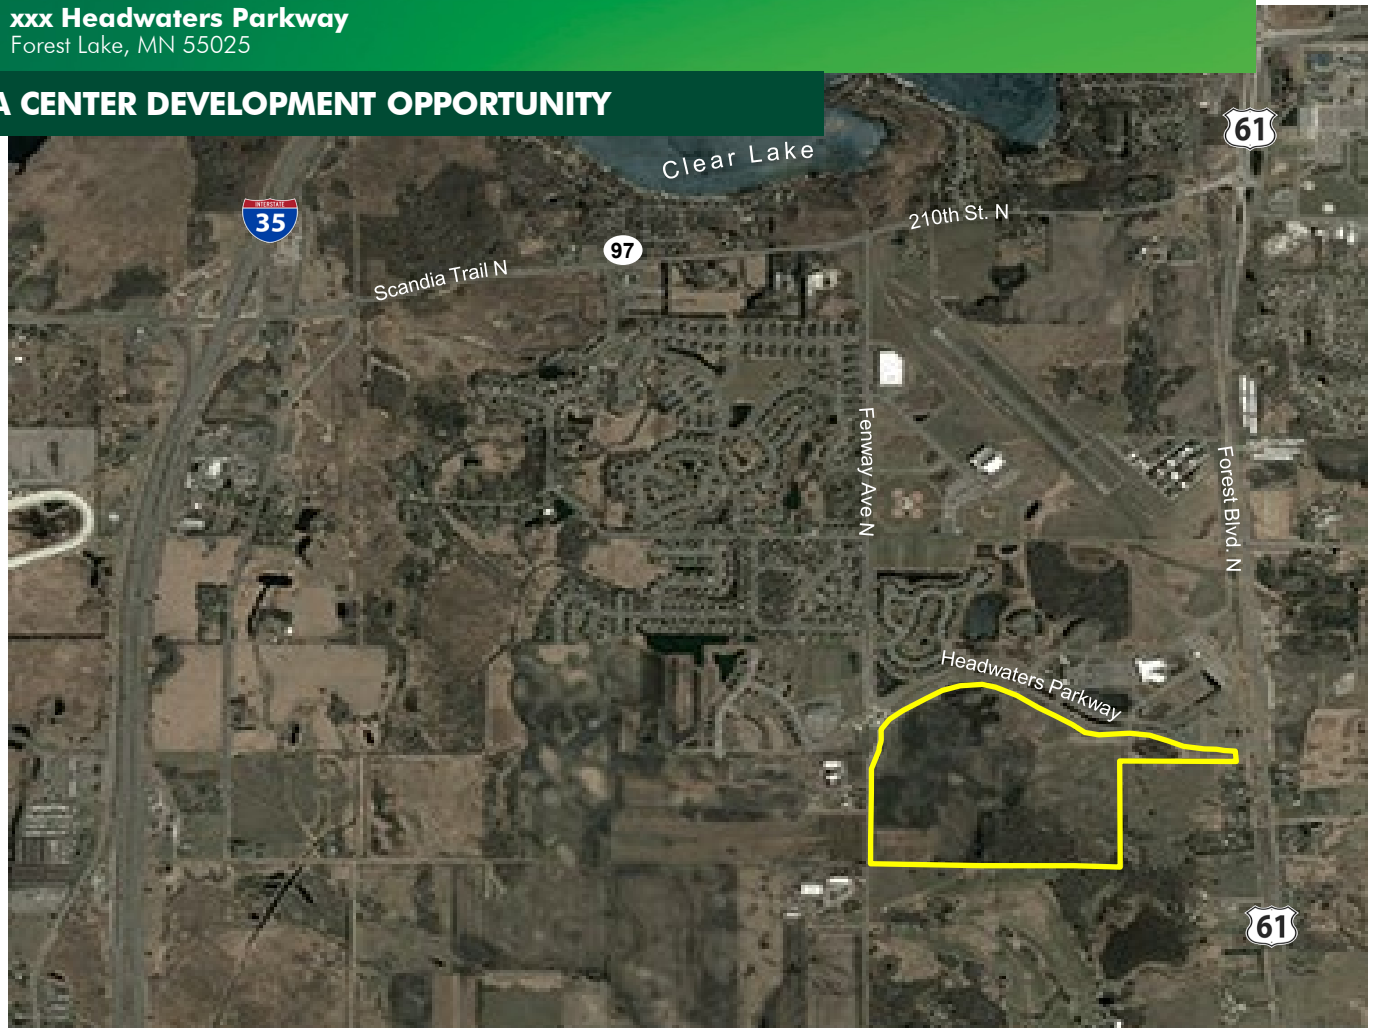 xxx Headwaters Parkway
Forest Lake, MN 55025
A CENTER DEVELOPMENT OPPORTUNITY
61
Clear Lake
INTERSTATE
35
210th St. N
97
Scandia Trail N
Fenway Ave N
Forest Blvd. N
Headwaters Parkway
61